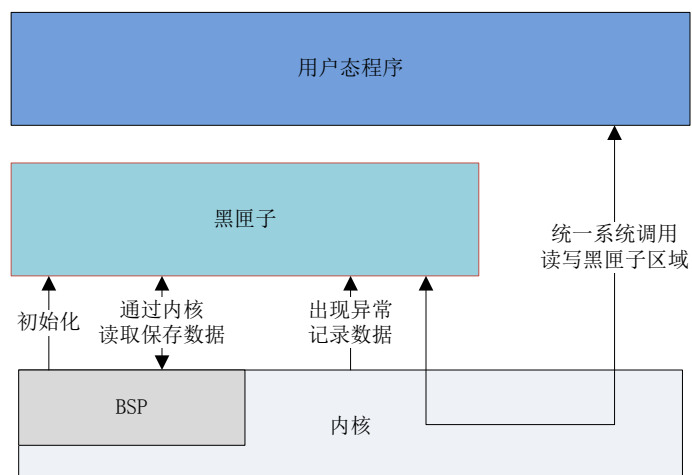 用户态程序
黑匣子
统一系统调用
读写黑匣子区域
初始化
通过内核
读取保存数据
出现异常
记录数据
BSP
内核